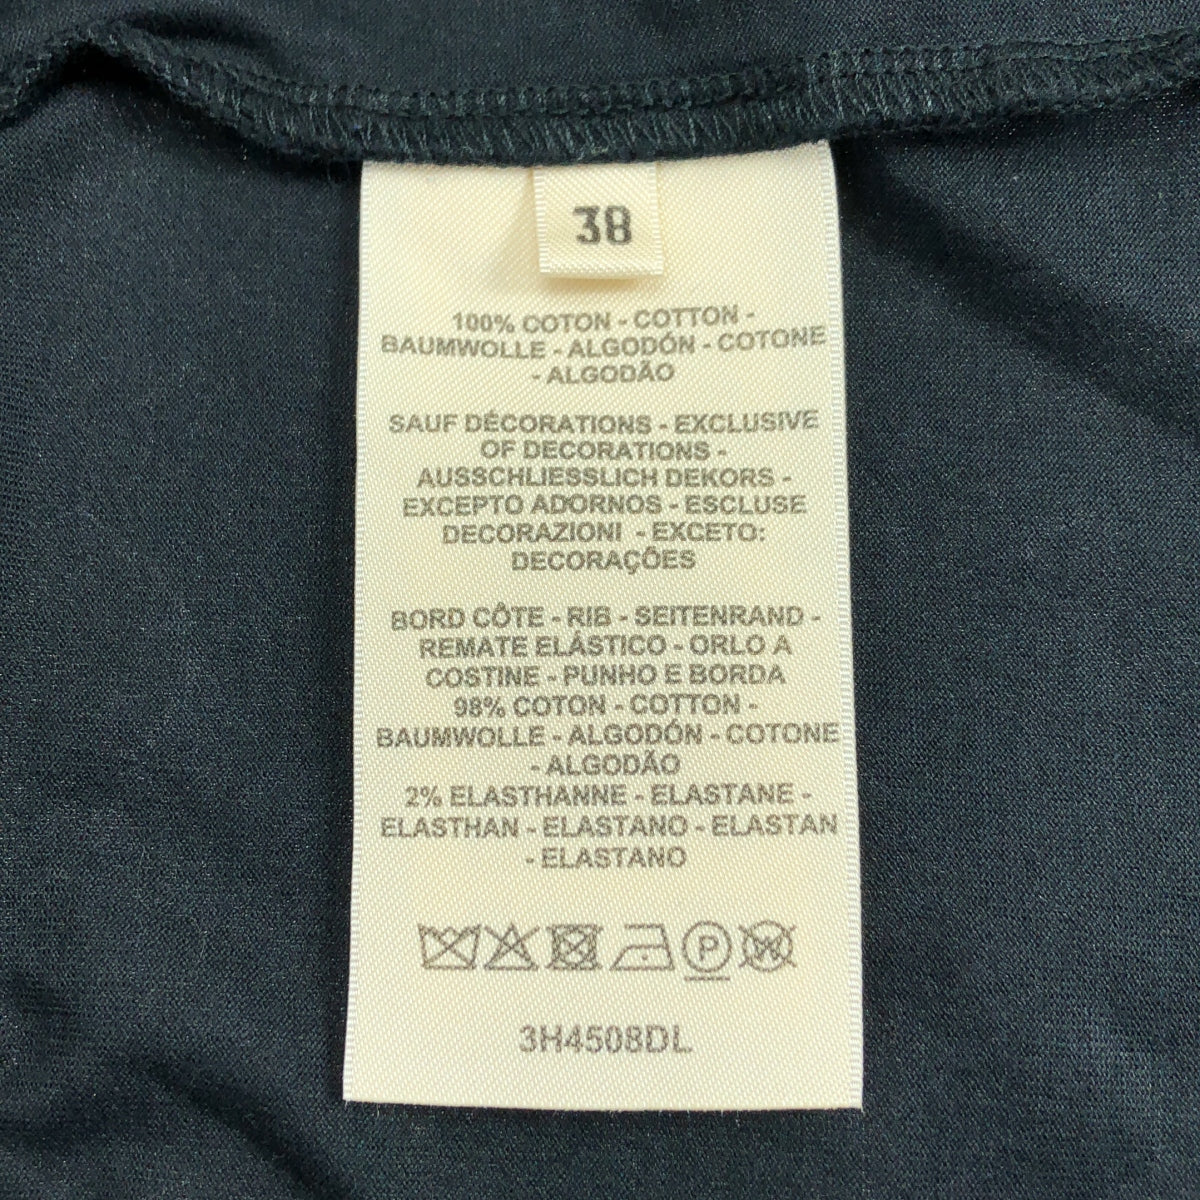 38
100% COTON - COTTON -
BAUMWOLLE - ALGODÓN - COTONE
- ALGODÃO
SAUF DÉCORATIONS - EXCLUSIVE
OF DECORATIONS -
AUSSCHLIESSLICH DEKORS -
EXCEPTO ADORNOS - ESCLUSE
DECORAZIONI - EXCETO:
DECORAÇÕES
BORD CÔTE - RIB - SEITENRAND -
REMATE ELÁSTICO - ORLO A
COSTINE - PUNHO E BORDA
98% COTON - COTTON -
BAUMWOLLE - ALGODÓN - COTONE
- ALGODÃO
2% ELASTHANNE - ELASTANE -
ELASTHAN - ELASTANO - ELASTAN
- ELASTANO
P W
3H4508DL